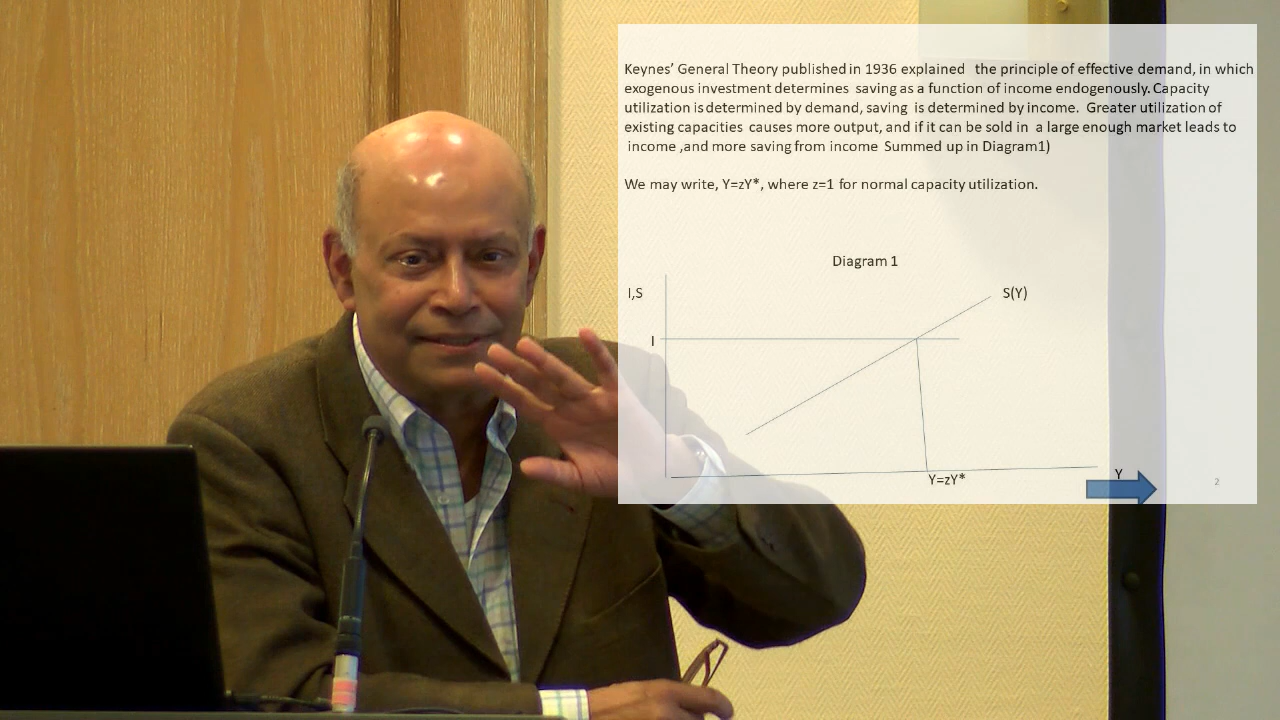 Keynes' General Theory published in 1936 explained the principle of effective demand, in which
exogenous investment determines saving as a function of income endogenously. Capacity
utilization is determined by demand, saving is determined by income. Greater utilization of
existing capacities causes more output, and if it can be sold in a large enough market leads to
income ,and more saving from income Summed up in Diagram1)
We may write, Y=zY*, where z=1 for normal capacity utilization.
Diagram 1
I,S
S(Y)
I
Y
Y=zY*
2